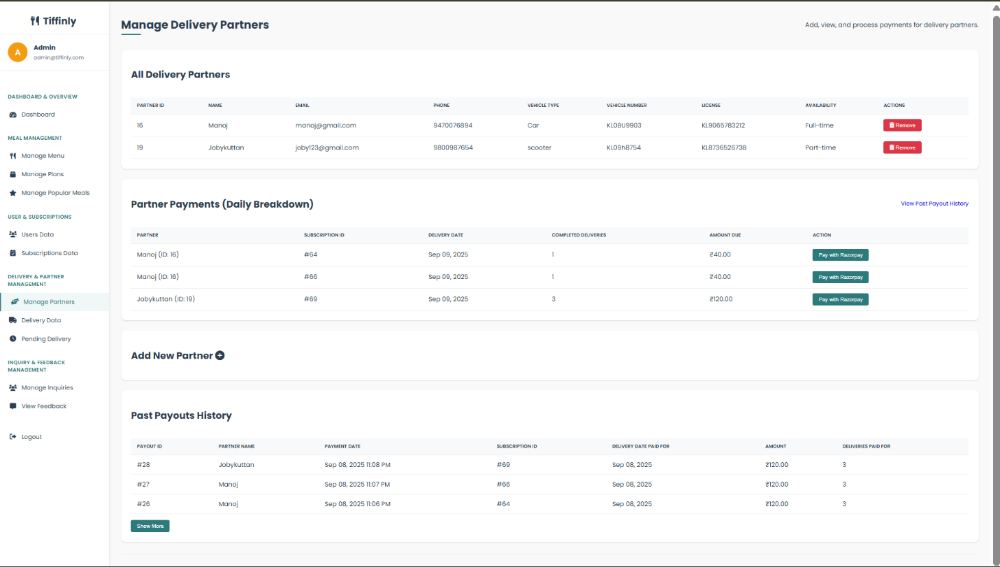 Tiffinly
A
Admin
admin@tiffinly.com
DASHBOARD & OVERVIEW
Dashboard
MEAL MANAGEMENT
Manage Menu
Manage Plans
Manage Popular Meals
USER & SUBSCRIPTIONS
Users Data
Subscriptions Data
DELIVERY & PARTNER
MANAGEMENT
Manage Partners
Delivery Data
Pending Delivery
INQUIRY & FEEDBACK
MANAGEMENT
Manage Inquiries
View Feedback
Logout
Manage Delivery Partners
Add, view, and process payments for delivery partners.
All Delivery Partners
PARTNER ID NAME EMAIL PHONE VEHICLE TYPE VEHICLE NUMBER LICENSE AVAILABILITY ACTIONS
16 Manoj manoj@gmail.com 9470076894 Car KL08U9903 KL9065783212 Full-time Remove
19 Jobykuttan joby123@gmail.com 9800987654 scooter KL09h8754 KL8736526738 Part-time Remove
Partner Payments (Daily Breakdown)
View Past Payout History
PARTNER SUBSCRIPTION ID DELIVERY DATE COMPLETED DELIVERIES AMOUNT DUE ACTION
Manoj (ID: 16) #64 Sep 09, 2025 1 ₹40.00 Pay with Razorpay
Manoj (ID: 16) #66 Sep 09, 2025 1 ₹40.00 Pay with Razorpay
Jobykuttan (ID: 19) #69 Sep 09, 2025 3 ₹120.00 Pay with Razorpay
Add New Partner
Past Payouts History
PAYOUT ID PARTNER NAME PAYMENT DATE SUBSCRIPTION ID DELIVERY DATE PAID FOR AMOUNT DELIVERIES PAID FOR
#28 Jobykuttan Sep 08, 2025 11:08 PM #69 Sep 08, 2025 ₹120.00 3
#27 Manoj Sep 08, 2025 11:07 PM #66 Sep 08, 2025 ₹120.00 3
#26 Manoj Sep 08, 2025 11:06 PM #64 Sep 08, 2025 ₹120.00 3
Show More